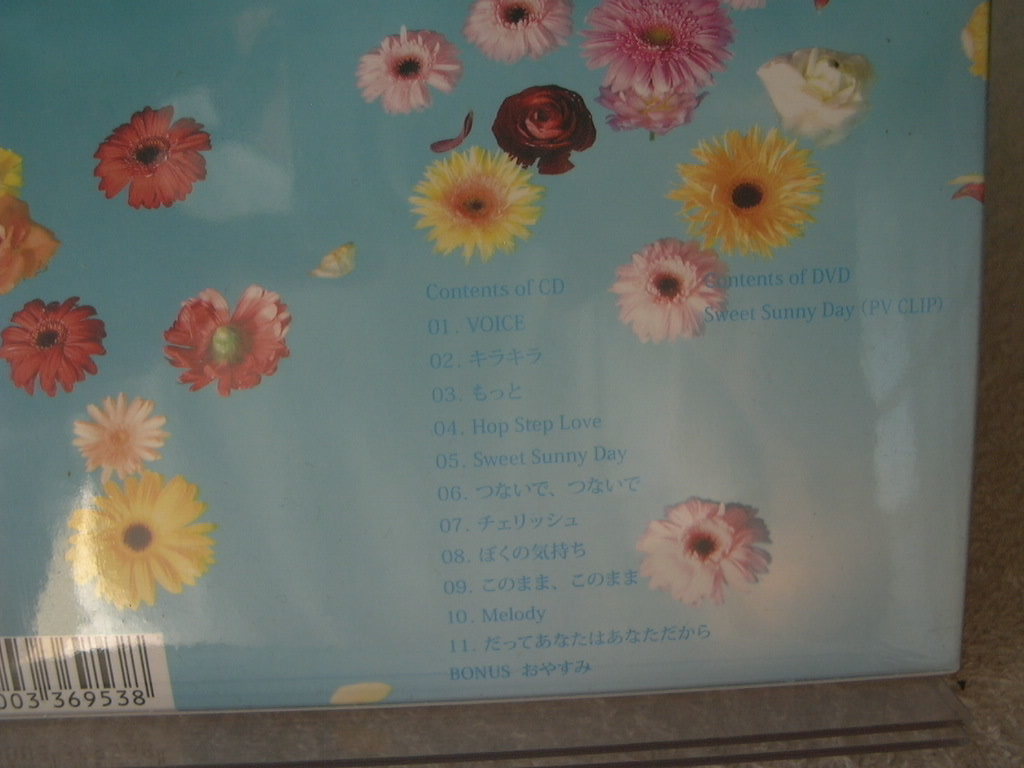 Contents of CD
01. VOICE
02. キラキラ
03. もっと
04. Hop Step Love
05. Sweet Sunny Day
06. つないで、つないで
07. チェリッシュ
08. ぼくの気持ち
09. このまま、このまま
10. Melody
11. だってあなたはあなただから
BONUS おやすみ
Contents of DVD
Sweet Sunny Day (PV CLIP)
003 369538